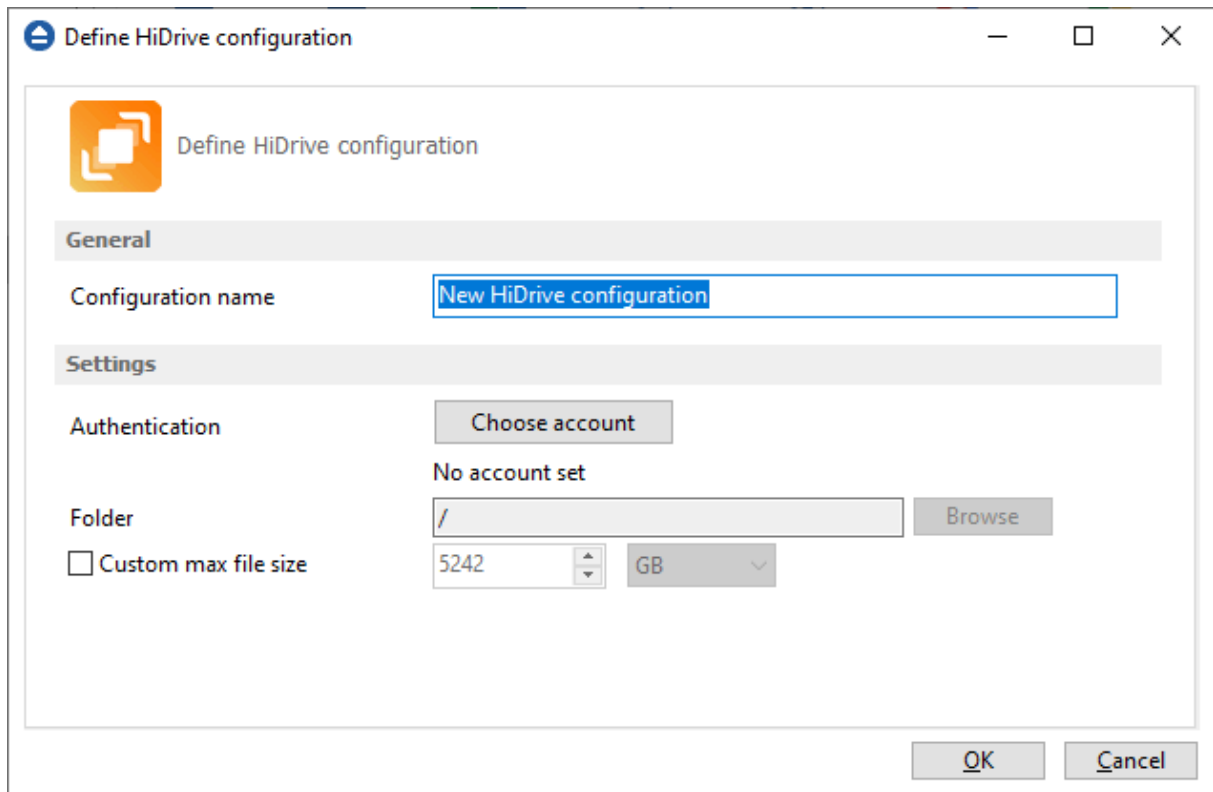 Define HiDrive configuration
Define HiDrive configuration
General
Configuration name New HiDrive configuration
Settings
Authentication Choose account
No account set
Folder / Browse
Custom max file size 5242 GB
OK Cancel